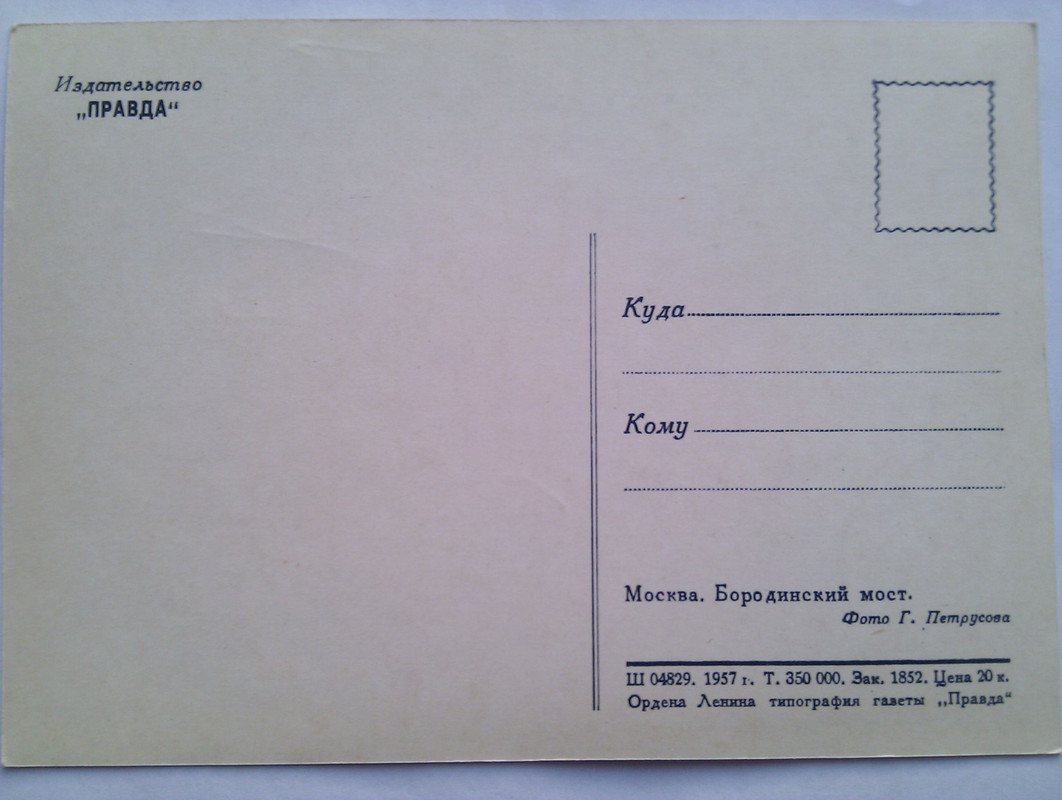 Издательство
„ПРАВДА“
Куда
Кому
Москва. Бородинский мост.
Фото Г. Петрусова
Ш 04829. 1957 г. Т. 350 000. Зак. 1852. Цена 20 к.
Ордена Ленина типография газеты „Правда“